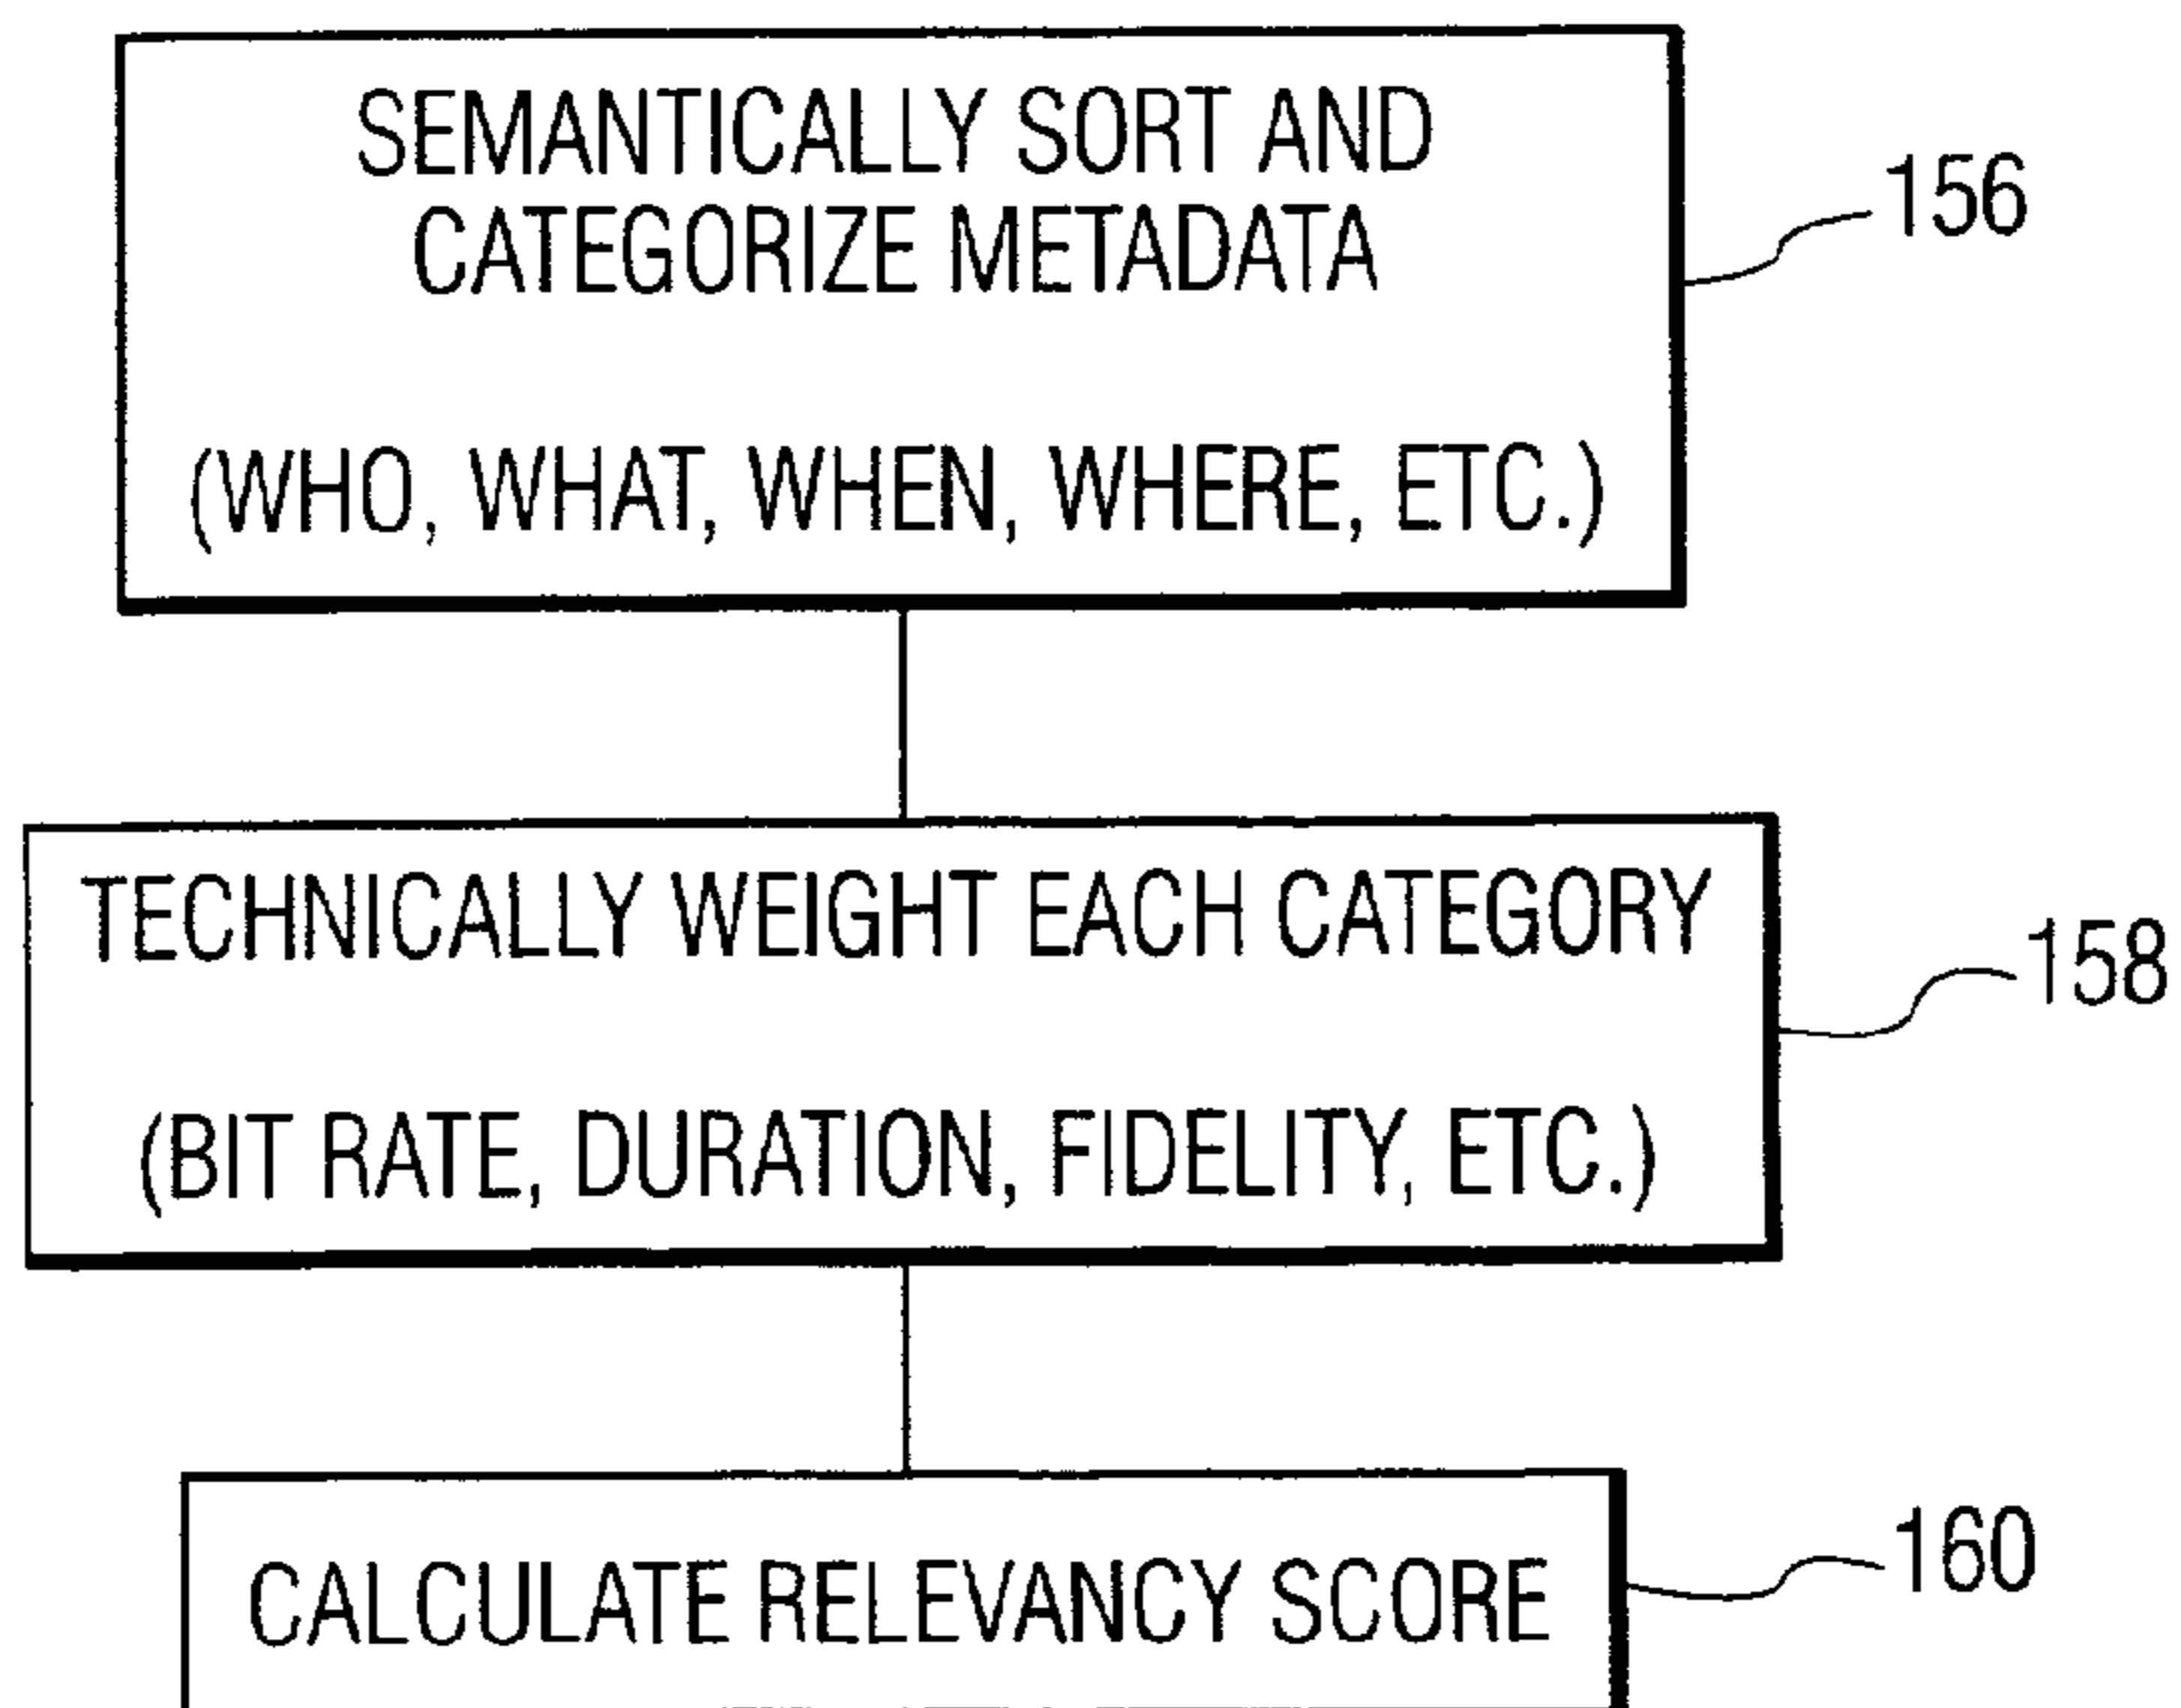 SEMANTICALLY SORT AND
CATEGORIZE METADATA
(WHO, WHAT, WHEN, WHERE, ETC.)
156
TECHNICALLY WEIGHT EACH CATEGORY
(BIT RATE, DURATION, FIDELITY, ETC.)
158
CALCULATE RELEVANCY SCORE
160